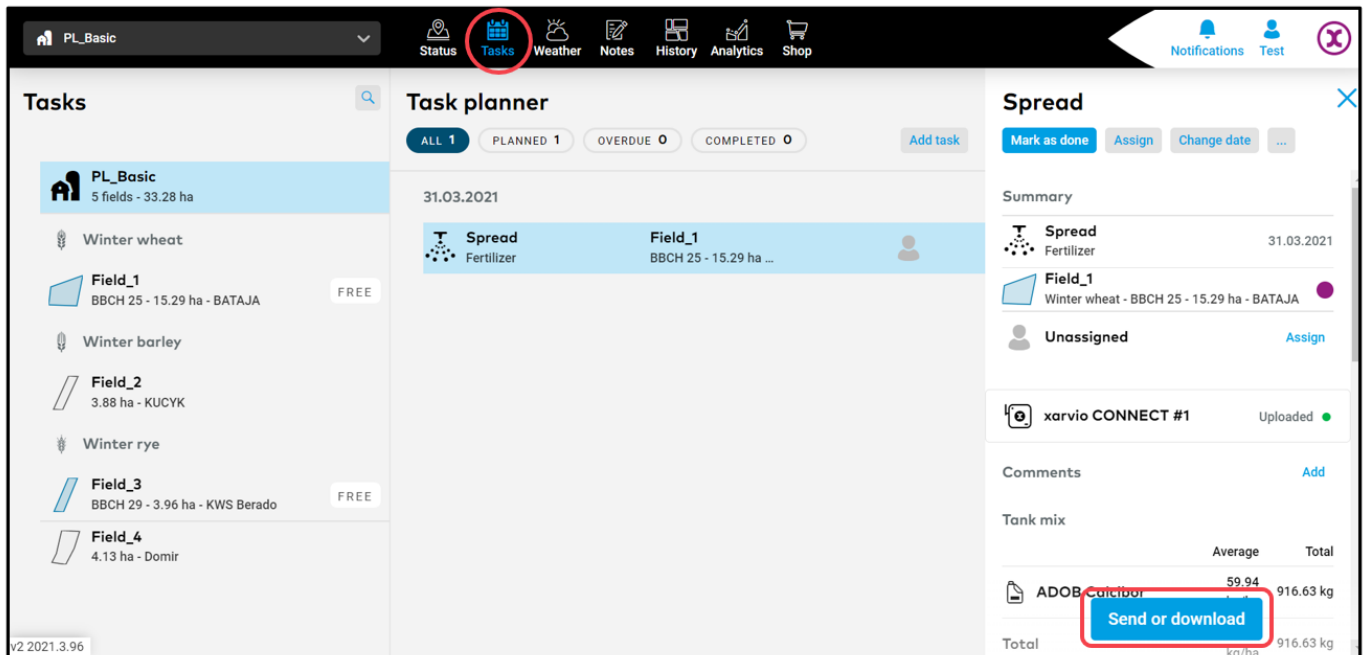 PL_Basic
Status Tasks Weather Notes History Analytics Shop
Notifications Test
Tasks
PL_Basic
5 fields - 33.28 ha
Winter wheat
Field_1
BBCH 25 - 15.29 ha - BATAJA
FREE
Winter barley
Field_2
3.88 ha - KUCYK
Winter rye
Field_3
BBCH 29 - 3.96 ha - KWS Berado
FREE
Field_4
4.13 ha - Domir
v2 2021.3.96
Task planner
ALL 1 PLANNED 1 OVERDUE 0 COMPLETED 0 Add task
31.03.2021
Spread Field_1
Fertilizer BBCH 25 - 15.29 ha ...
Spread
Mark as done Assign Change date ...
Summary
Spread
Fertilizer
31.03.2021
Field_1
Winter wheat - BBCH 25 - 15.29 ha - BATAJA
Unassigned Assign
xarvio CONNECT #1 Uploaded
Comments Add
Tank mix
Average Total
ADOB Calcibor 59.94 916.63 kg
Send or download
Total 916.63 kg
kg/ha